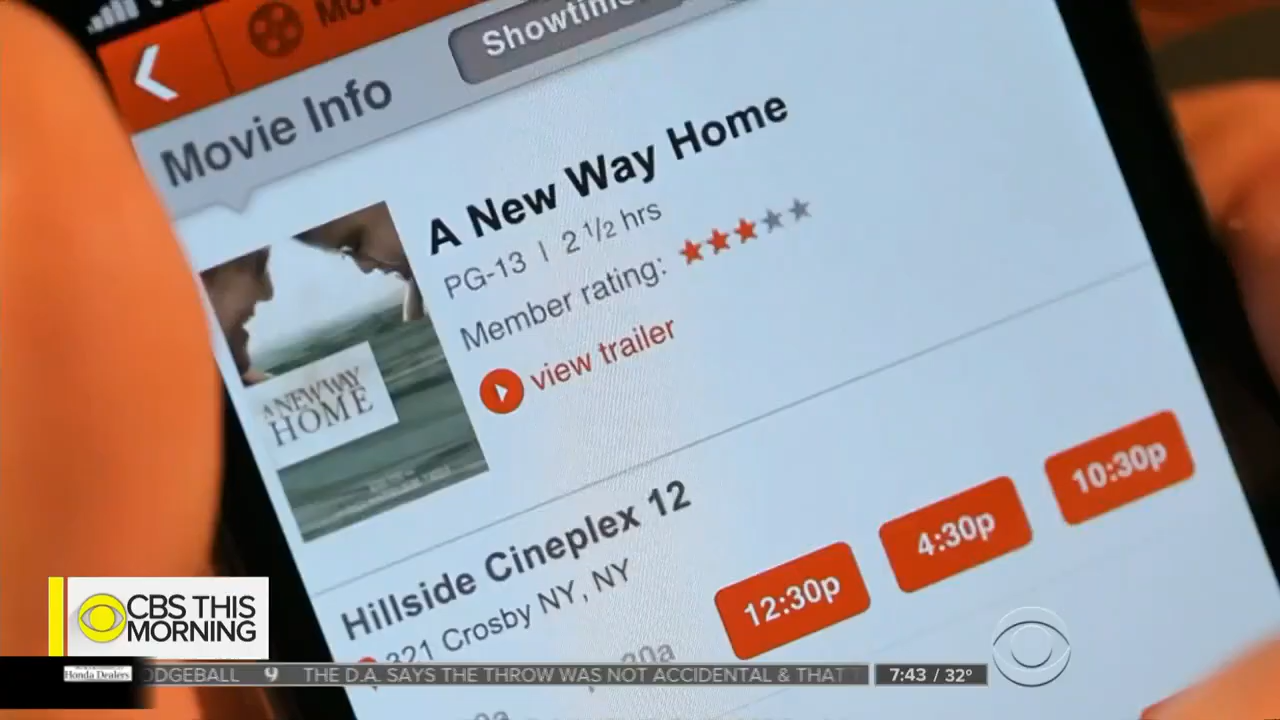 Showtim
Movie Info
A New Way Home
PG-13 | 2 1/2 hrs
Member rating:
view trailer
A NEW WAY
HOME
Hillside Cineplex 12
321 Crosby NY, NY
12:30p
4:30p
10:30p
CBS THIS
MORNING
Honda Dealers
ODGEBALL 9 THE D.A. SAYS THE THROW WAS NOT ACCIDENTAL & THAT
7:43 / 32°